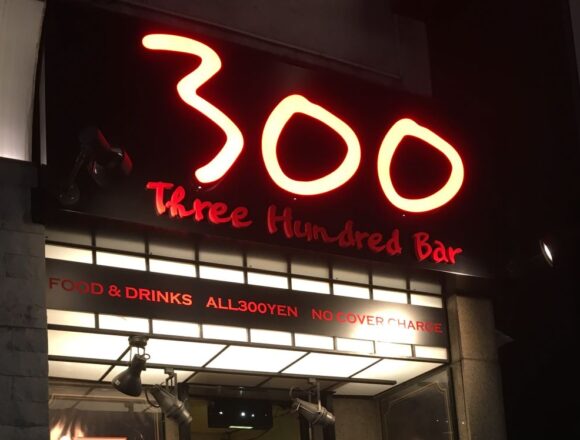 300
Three Hundred Bar
FOOD & DRINKS ALL300YEN NO COVER CHARGE